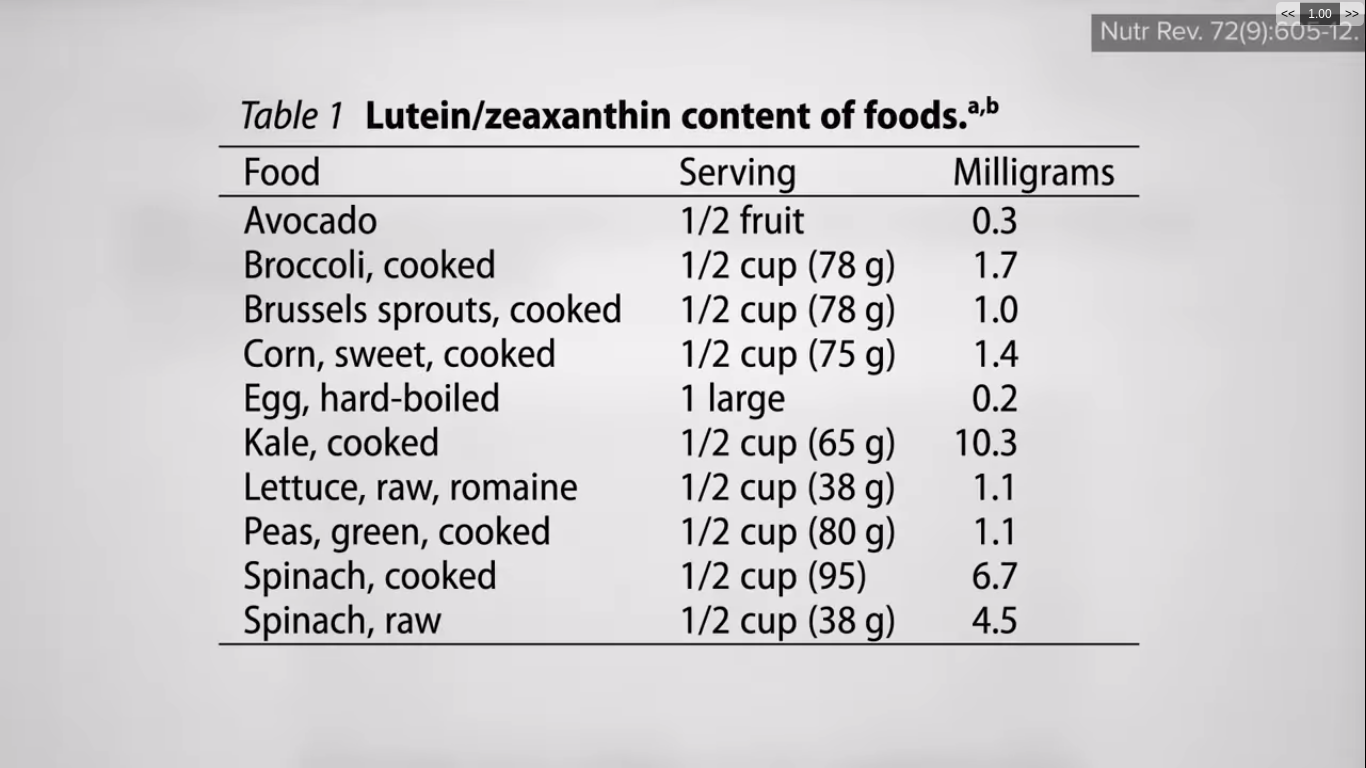 << 1.00 >>
Nutr Rev. 72(9):605-12.
Table 1 Lutein/zeaxanthin content of foods.a,b
Food Serving Milligrams
Avocado 1/2 fruit 0.3
Broccoli, cooked 1/2 cup (78 g) 1.7
Brussels sprouts, cooked 1/2 cup (78 g) 1.0
Corn, sweet, cooked 1/2 cup (75 g) 1.4
Egg, hard-boiled 1 large 0.2
Kale, cooked 1/2 cup (65 g) 10.3
Lettuce, raw, romaine 1/2 cup (38 g) 1.1
Peas, green, cooked 1/2 cup (80 g) 1.1
Spinach, cooked 1/2 cup (95) 6.7
Spinach, raw 1/2 cup (38 g) 4.5